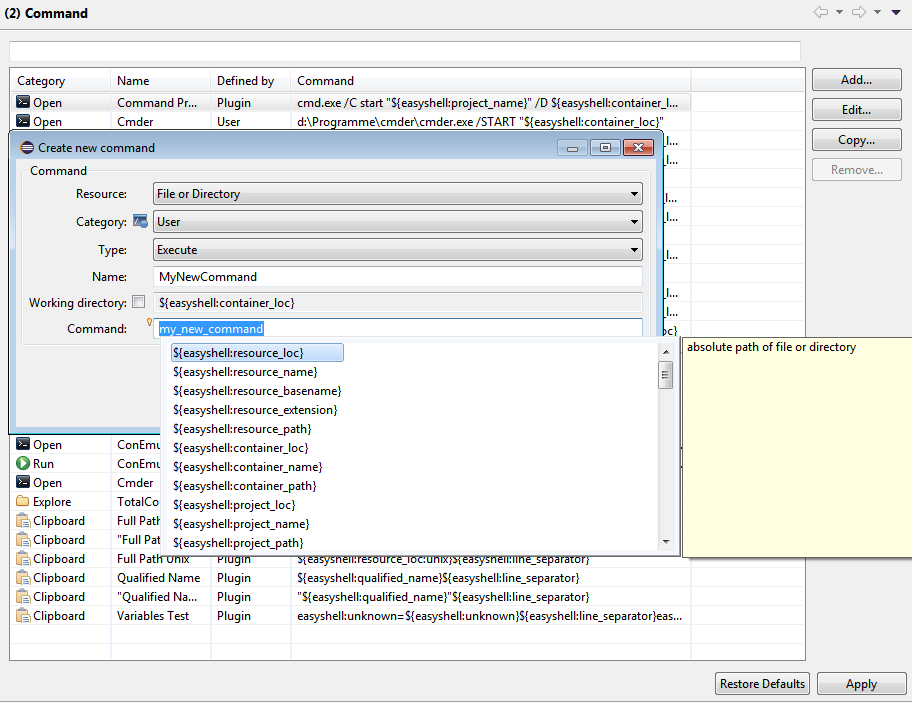 (2) Command
Category Name Defined by Command
Open Command Pr... Plugin cmd.exe /C start "${easyshell:project_name}" /D ${easyshell:container_l...
Open Cmder User d:\Programme\cmder\cmder.exe /START "${easyshell:container_loc}"
Add...
Edit...
Copy...
Remove...
Create new command
Command
Resource: File or Directory
Category: User
Type: Execute
Name: MyNewCommand
Working directory: ${easyshell:container_loc}
Command: my_new_command
${easyshell:resource_loc}
${easyshell:resource_name}
${easyshell:resource_basename}
${easyshell:resource_extension}
${easyshell:resource_path}
${easyshell:container_loc}
${easyshell:container_name}
${easyshell:container_path}
${easyshell:project_loc}
${easyshell:project_name}
${easyshell:project_path}
absolute path of file or directory
Open ConEmu
Run ConEmu
Open Cmder
Explore TotalCo
Clipboard Full Path
Clipboard "Full Pat
Clipboard Full Path Unix Plugin ${easyshell:resource_loc:unix}${easyshell:line_separator}
Clipboard Qualified Name Plugin ${easyshell:qualified_name}${easyshell:line_separator}
Clipboard "Qualified Na... Plugin "${easyshell:qualified_name}"${easyshell:line_separator}
Clipboard Variables Test Plugin easyshell:unknown=${easyshell:unknown}${easyshell:line_separator}eas...
Restore Defaults Apply